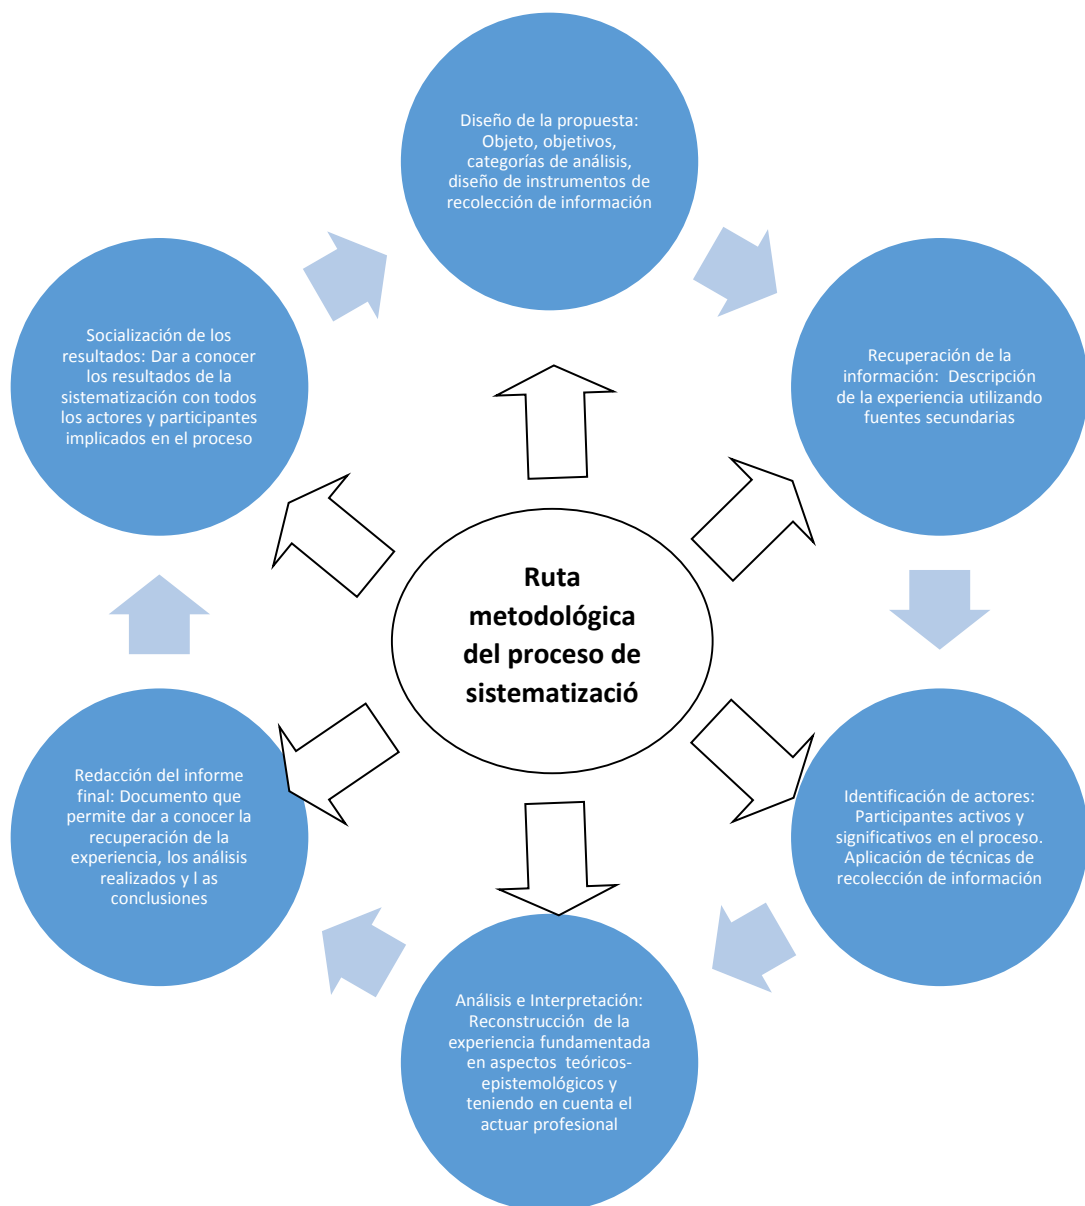 Diseño de la propuesta:
Objeto, objetivos,
categorías de análisis,
diseño de instrumentos de
recolección de información
Recuperación de la
información:  Descripción
de la experiencia utilizando
fuentes secundarias
Identificación de actores:
Participantes activos y
significativos en el proceso.
Aplicación de técnicas de
recolección de información
Análisis e Interpretación:
Reconstrucción  de la
experiencia fundamentada
en aspectos  teóricos-
epistemológicos y
teniendo en cuenta el
actuar profesional
Redacción del informe
final: Documento que
permite dar a conocer la
recuperación de la
experiencia, los análisis
realizados y l as
conclusiones
Socialización de los
resultados: Dar a conocer
los resultados de la
sistematización con todos
los actores y participantes
implicados en el proceso
Ruta
metodológica
del proceso de
sistematizació